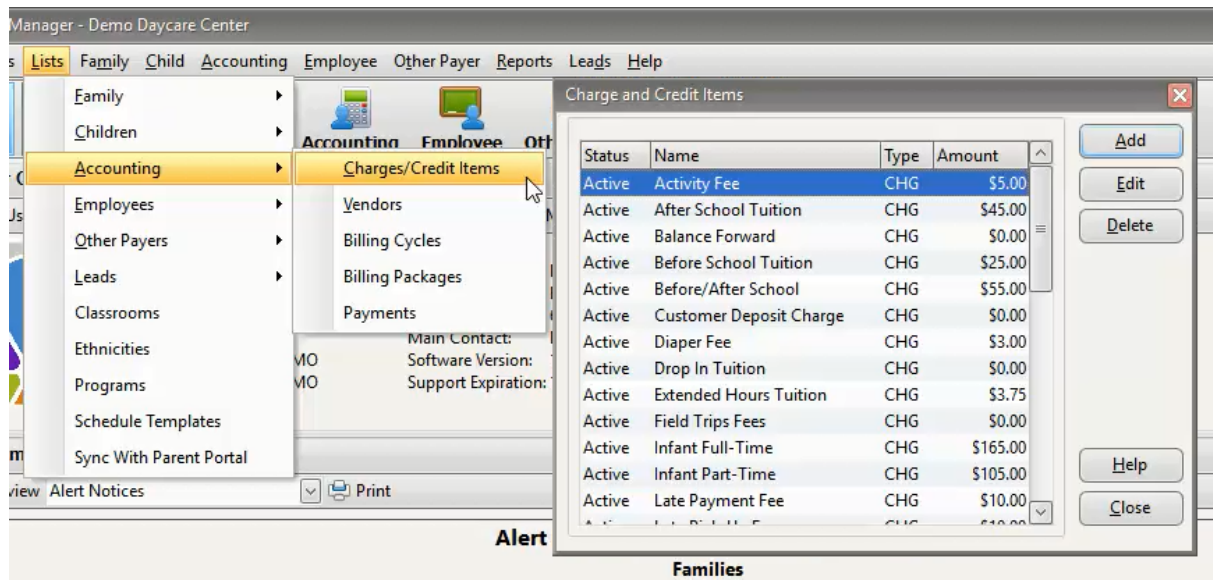 Manager - Demo Daycare Center
s Lists Family Child Accounting Employee Other Payer Reports Leads Help
Family
Children
Accounting
Employees
Other Payers
Leads
Classrooms
Ethnicities
Programs
Schedule Templates
Sync With Parent Portal
Accounting Employee Oth
Charges/Credit Items
Vendors
Billing Cycles
Billing Packages
Payments
Main Contact:
MO Software Version:
MO Support Expiration:
view Alert Notices Print
Alert
Families
Charge and Credit Items
Status Name Type Amount
Active Activity Fee CHG $5.00
Active After School Tuition CHG $45.00
Active Balance Forward CHG $0.00
Active Before School Tuition CHG $25.00
Active Before/After School CHG $55.00
Active Customer Deposit Charge CHG $0.00
Active Diaper Fee CHG $3.00
Active Drop In Tuition CHG $0.00
Active Extended Hours Tuition CHG $3.75
Active Field Trips Fees CHG $0.00
Active Infant Full-Time CHG $165.00
Active Infant Part-Time CHG $105.00
Active Late Payment Fee CHG $10.00
Add
Edit
Delete
Help
Close